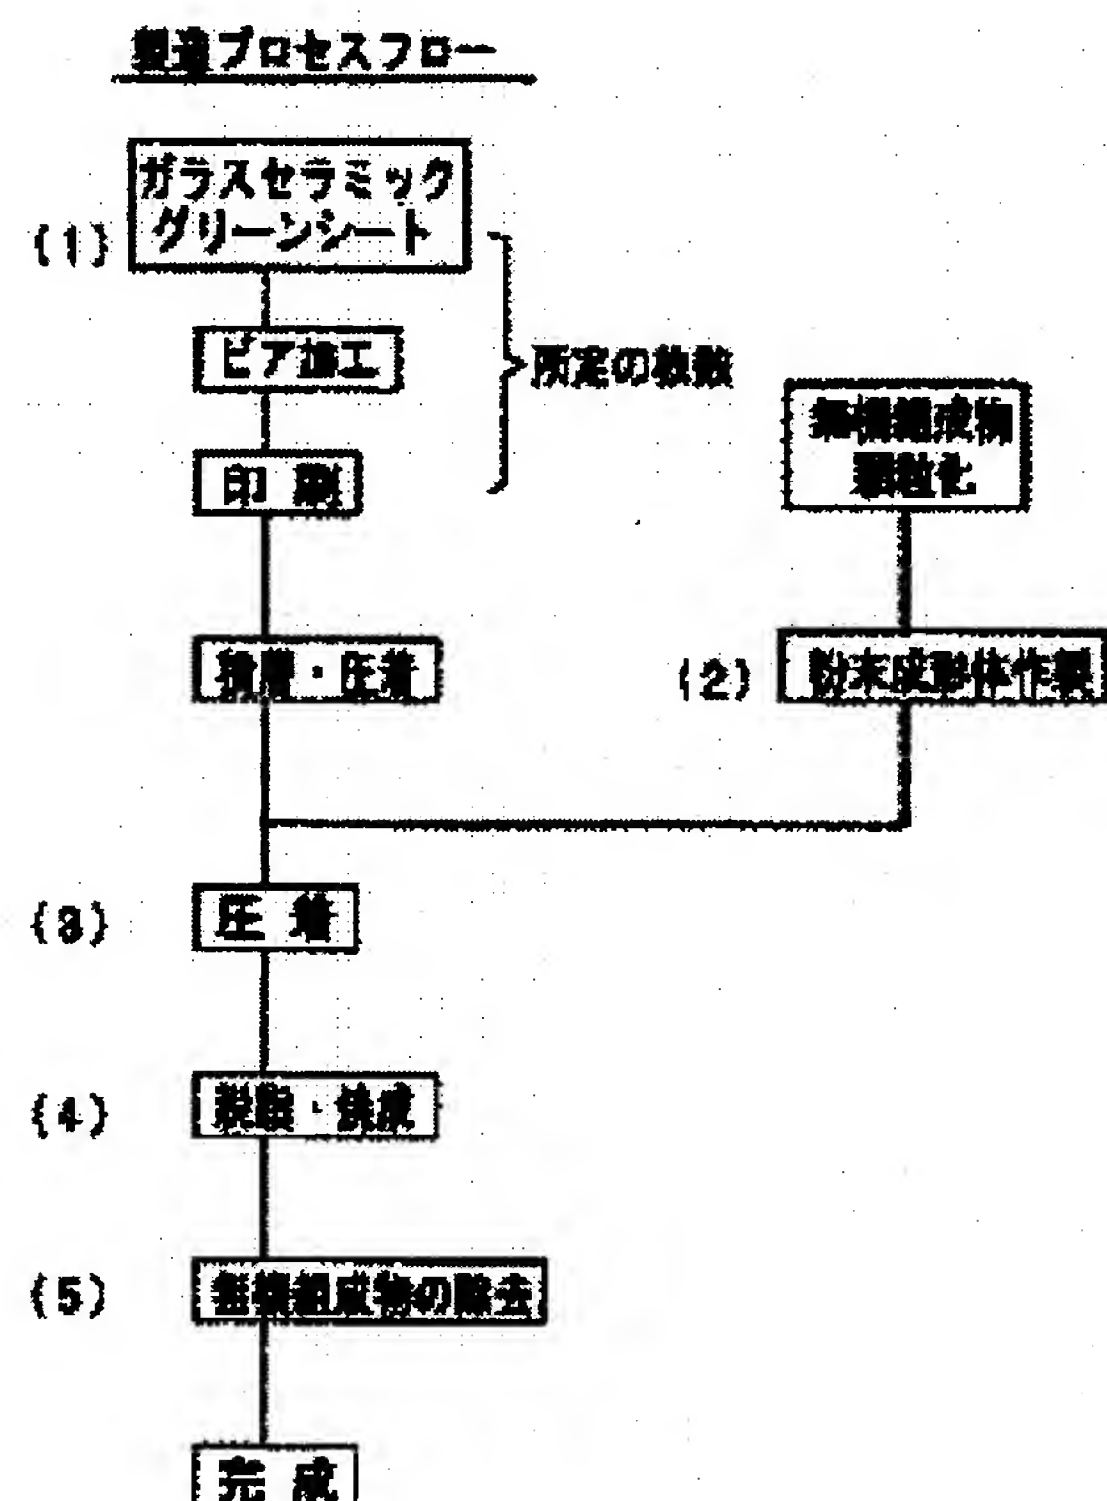 製造プロセスフロー
(1)
ガラスセラミック
グリーンシート
ビア加工
印 刷
所定の枚数
無機組成物
顆粒化
積層・圧着
(2)
粉末成形体作製
(3)
圧 着
(4)
脱脂・焼成
(5)
無機組成物の除去
完 成